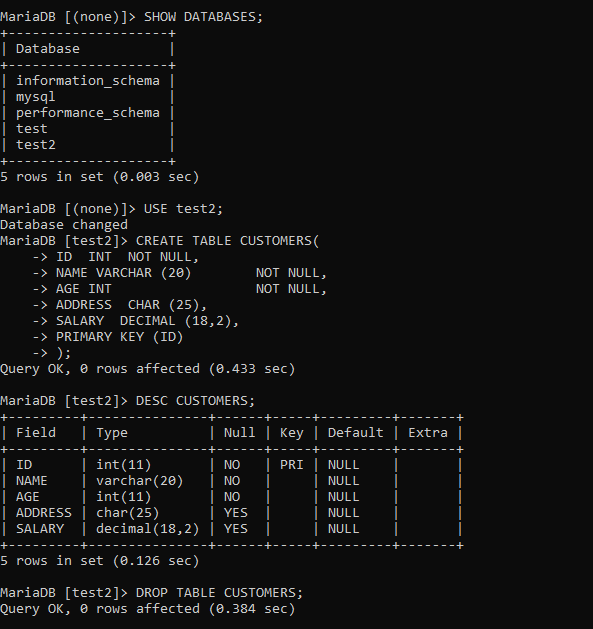 MariaDB [(none)]> SHOW DATABASES;
+--------------------+
| Database           |
+--------------------+
| information_schema |
| mysql              |
| performance_schema |
| test               |
| test2              |
+--------------------+
5 rows in set (0.003 sec)

MariaDB [(none)]> USE test2;
Database changed
MariaDB [test2]> CREATE TABLE CUSTOMERS(
    -> ID  INT  NOT NULL,
    -> NAME VARCHAR (20)        NOT NULL,
    -> AGE INT                  NOT NULL,
    -> ADDRESS  CHAR (25),
    -> SALARY  DECIMAL (18,2),
    -> PRIMARY KEY (ID)
    -> );
Query OK, 0 rows affected (0.433 sec)

MariaDB [test2]> DESC CUSTOMERS;
+---------+---------------+------+-----+---------+-------+
| Field   | Type          | Null | Key | Default | Extra |
+---------+---------------+------+-----+---------+-------+
| ID      | int(11)       | NO   | PRI | NULL    |       |
| NAME    | varchar(20)   | NO   |     | NULL    |       |
| AGE     | int(11)       | NO   |     | NULL    |       |
| ADDRESS | char(25)      | YES  |     | NULL    |       |
| SALARY  | decimal(18,2) | YES  |     | NULL    |       |
+---------+---------------+------+-----+---------+-------+
5 rows in set (0.126 sec)

MariaDB [test2]> DROP TABLE CUSTOMERS;
Query OK, 0 rows affected (0.384 sec)